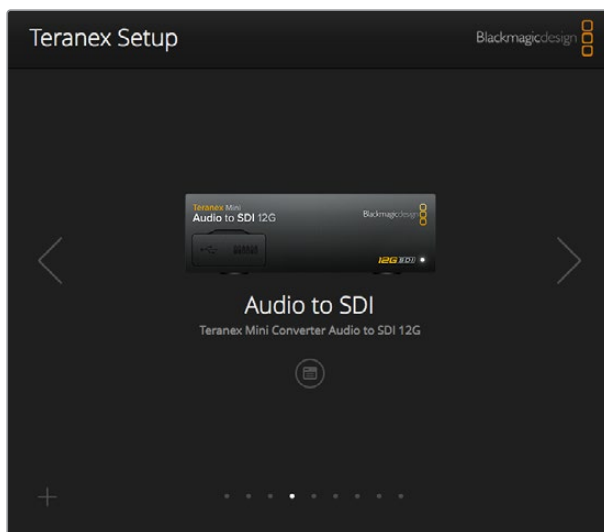 Teranex Setup
Blackmagicdesign
Teranex Mini
Audio to SDI 12G
Blackmagicdesign
12G SDI
Audio to SDI
Teranex Mini Converter Audio to SDI 12G